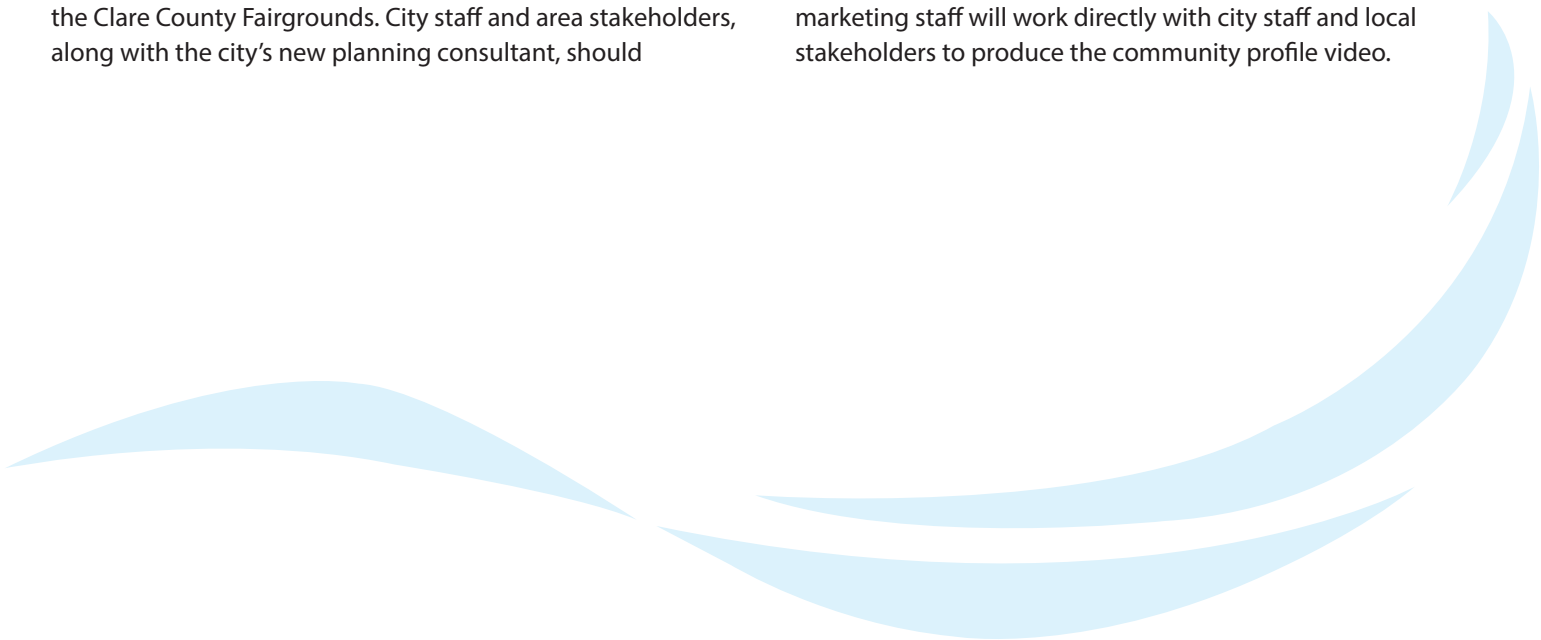 the Clare County Fairgrounds. City staff and area stakeholders,
along with the city’s new planning consultant, should
marketing staff will work directly with city staff and local
stakeholders to produce the community profile video.